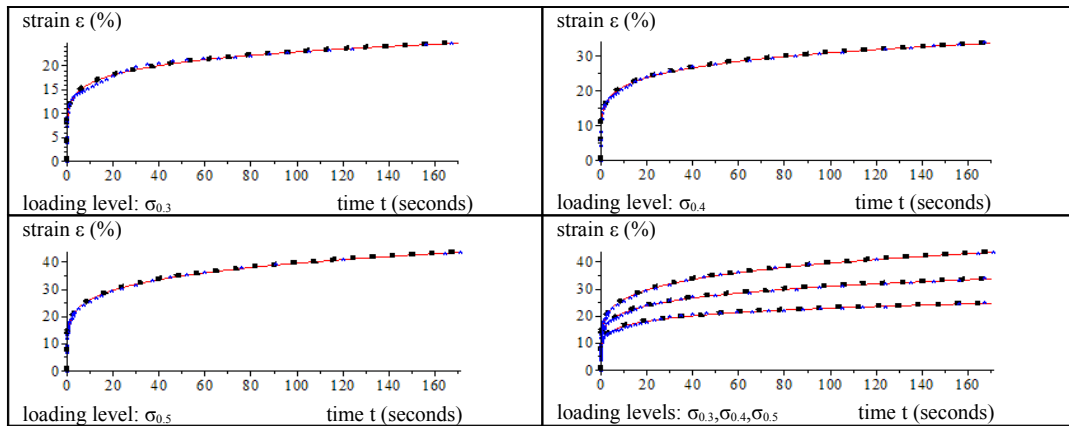 strain ε (%)
20
15
10
5
0
0 20 40 60 80 100 120 140 160
loading level: σ0.3 time t (seconds)
strain ε (%)
30
20
10
0
0 20 40 60 80 100 120 140 160
loading level: σ0.4 time t (seconds)
strain ε (%)
40
30
20
10
0
0 20 40 60 80 100 120 140 160
loading level: σ0.5 time t (seconds)
strain ε (%)
40
30
20
10
0
0 20 40 60 80 100 120 140 160
loading levels: σ0.3,σ0.4,σ0.5 time t (seconds)